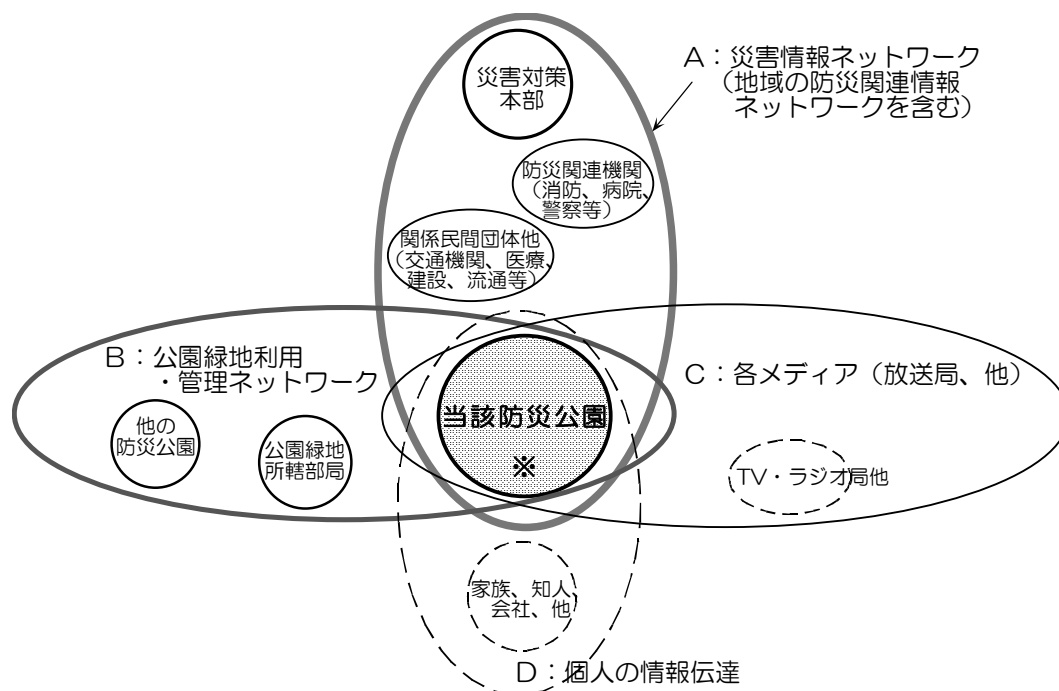 A：災害情報ネットワーク
（地域の防災関連情報
ネットワークを含む）
災害対策
本部
防災関連機関
（消防、病院、
警察等）
関係民間団体他
（交通機関、医療、
建設、流通等）
B：公園緑地利用
・管理ネットワーク
他の
防災公園
公園緑地
所轄部局
当該防災公園
※
C：各メディア（放送局、他）
TV・ラジオ局他
家族、知人、
会社、他
D：個人の情報伝達